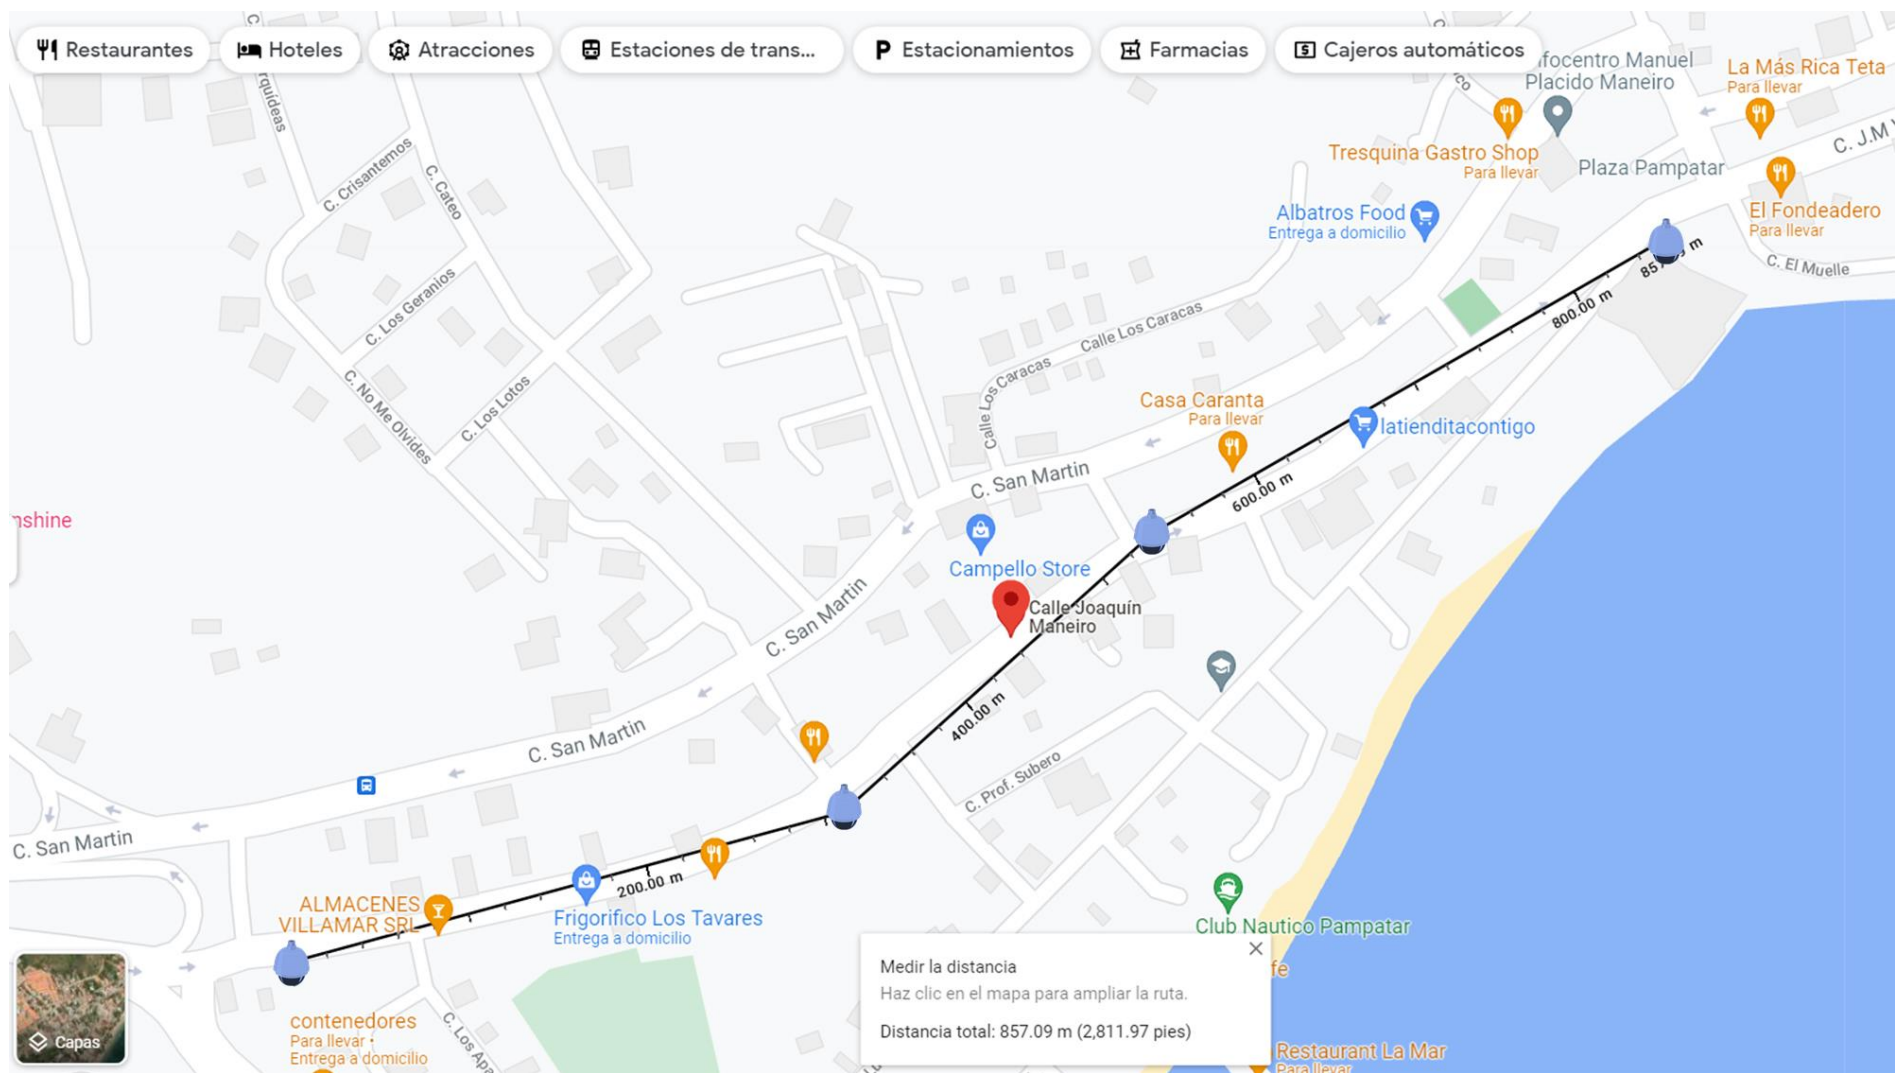 Restaurantes
Hoteles
Atracciones
Estaciones de trans...
Estacionamientos
Farmacias
Cajeros automáticos
focentro Manuel
Placido Maneiro
La Más Rica Teta
Para llevar
C. J.M
Tresquina Gastro Shop
Para llevar
Plaza Pampatar
El Fondeadero
Para llevar
C. El Muelle
Albatros Food
Entrega a domicilio
rquídeas
C. Crisantemos
C. Cateo
C. Los Geranios
C. No Me Olvides
C. Los Lotos
Calle Los Caracas
Calle Los Caracas
800.00 m
Casa Caranta
Para llevar
latienditacontigo
C. San Martin
600.00 m
nshine
Campello Store
Calle Joaquín
Maneiro
C. San Martin
400.00 m
C. San Martin
C. Prof. Subero
C. San Martin
200.00 m
ALMACENES
VILLAMAR SRL
Frigorifico Los Tavares
Entrega a domicilio
Club Nautico Pampatar
fe
contenedores
Para llevar •
Entrega a domicilio
C. Los Apa
Capas
Medir la distancia
Haz clic en el mapa para ampliar la ruta.
Distancia total: 857.09 m (2,811.97 pies)
Restaurant La Mar
Para llevar